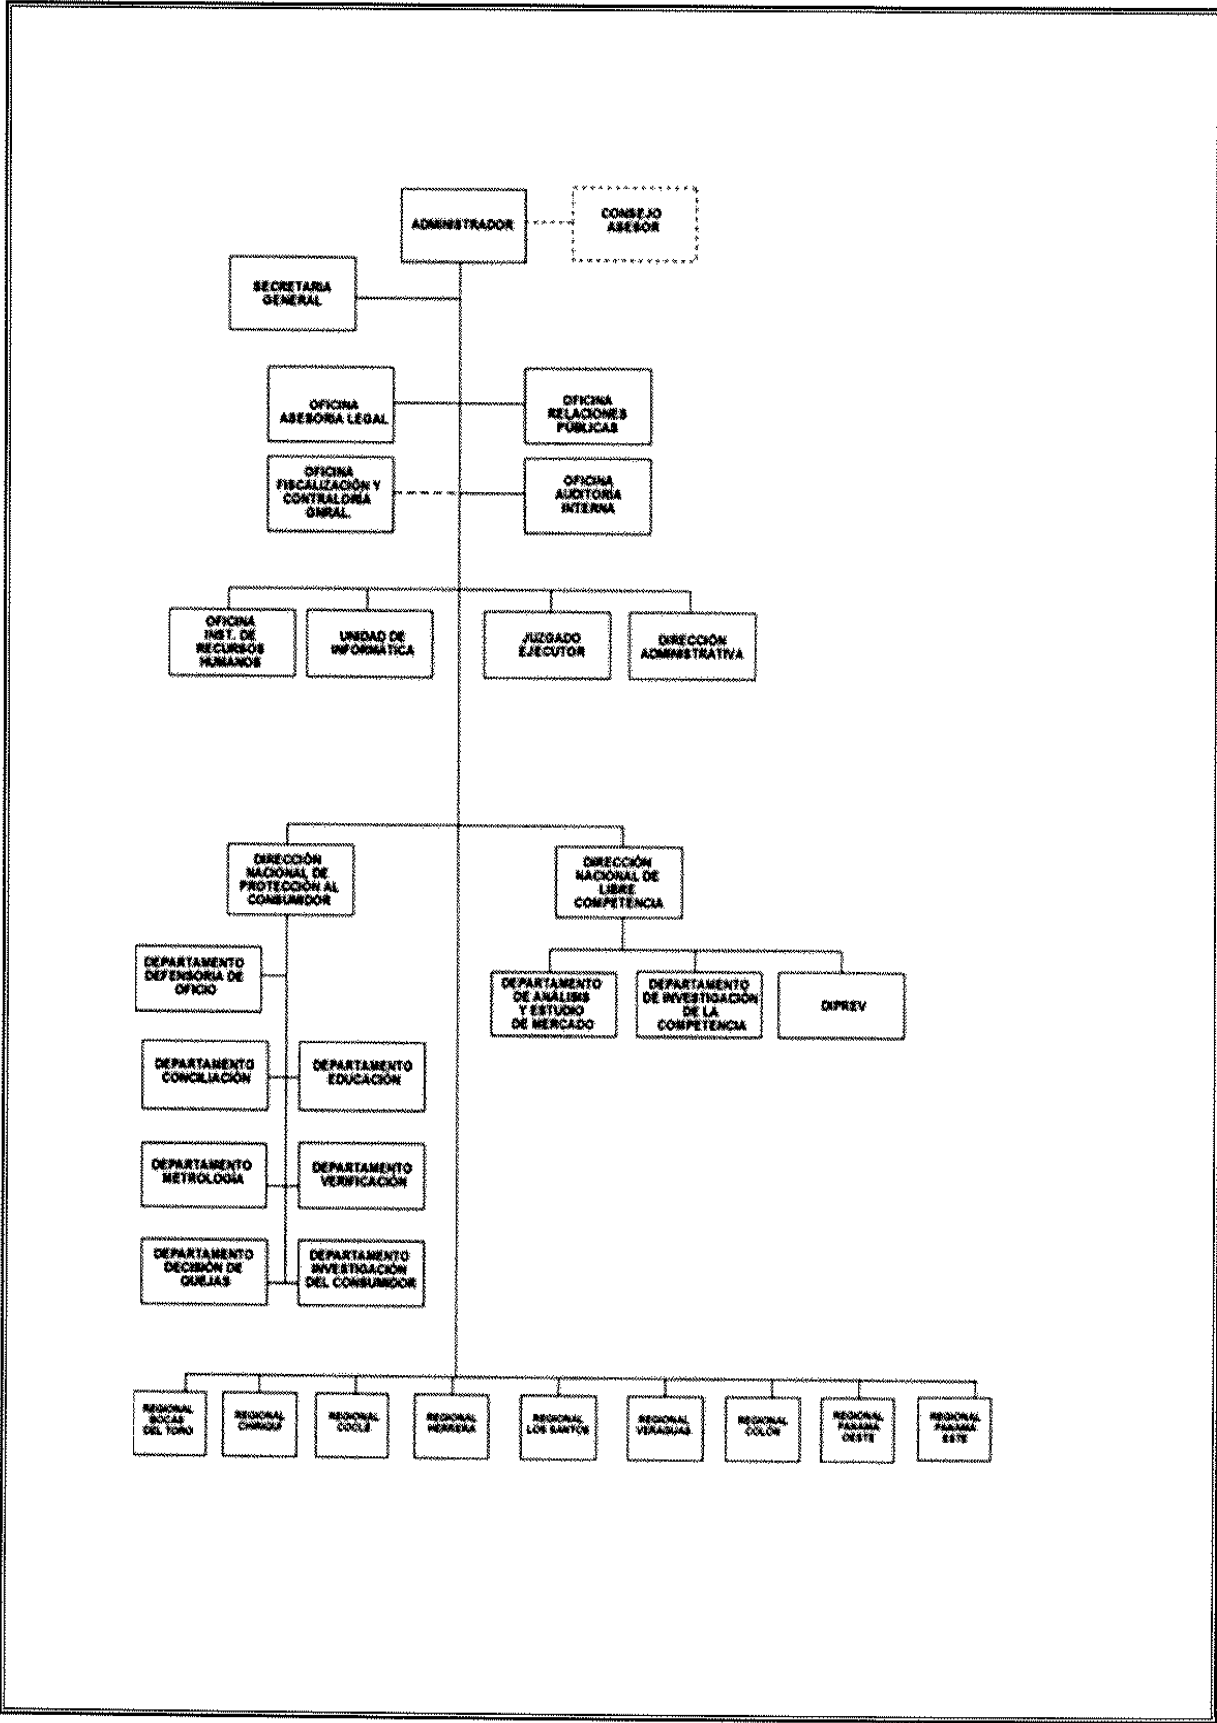 ADMINISTRADOR
CONSEJO
ASESOR
SECRETARIA
GENERAL
OFICINA
ASESORIA LEGAL
OFICINA
RELACIONES
PÚBLICAS
OFICINA
FISCALIZACIÓN Y
CONTRALORIA
GNRAL.
OFICINA
AUDITORIA
INTERNA
OFICINA
INST. DE
RECURSOS
HUMANOS
UNIDAD DE
INFORMÁTICA
JUZGADO
EJECUTOR
DIRECCIÓN
ADMINISTRATIVA
DIRECCIÓN
NACIONAL DE
PROTECCIÓN AL
CONSUMIDOR
DIRECCIÓN
NACIONAL DE
LIBRE
COMPETENCIA
DEPARTAMENTO
DEFENSORIA DE
OFICIO
DEPARTAMENTO
DE ANÁLISIS
Y ESTUDIO
DE MERCADO
DEPARTAMENTO
DE INVESTIGACIÓN
DE LA
COMPETENCIA
DIPREV
DEPARTAMENTO
CONCILIACIÓN
DEPARTAMENTO
EDUCACIÓN
DEPARTAMENTO
METROLOGÍA
DEPARTAMENTO
VERIFICACIÓN
DEPARTAMENTO
DECISIÓN DE
QUEJAS
DEPARTAMENTO
INVESTIGACIÓN
DEL CONSUMIDOR
REGIONAL
BOCAS
DEL TORO
REGIONAL
CHIRIQUÍ
REGIONAL
COCLÉ
REGIONAL
HERRERA
REGIONAL
LOS SANTOS
REGIONAL
VERAGUAS
REGIONAL
COLÓN
REGIONAL
PANAMA
OESTE
REGIONAL
PANAMA
ESTE